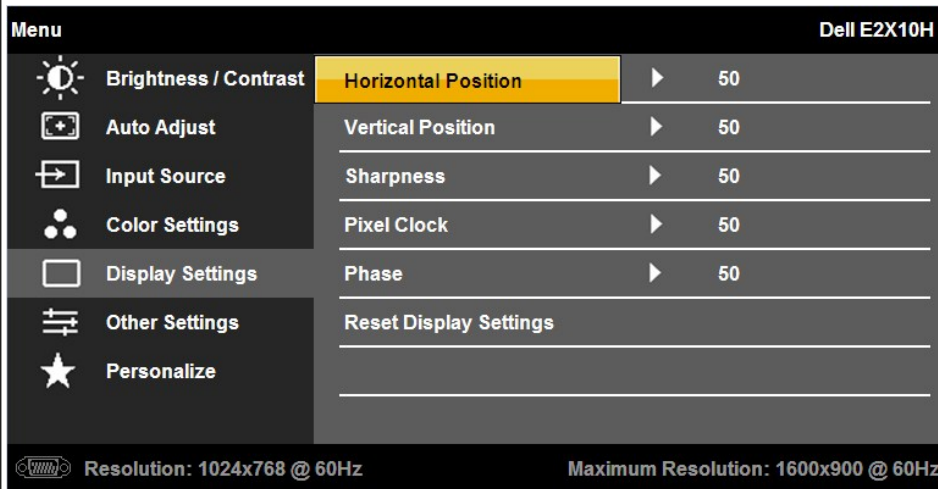 Menu Dell E2X10H
Brightness / Contrast Horizontal Position 50
Auto Adjust Vertical Position 50
Input Source Sharpness 50
Color Settings Pixel Clock 50
Display Settings Phase 50
Other Settings Reset Display Settings
Personalize
Resolution: 1024x768 @ 60Hz Maximum Resolution: 1600x900 @ 60Hz